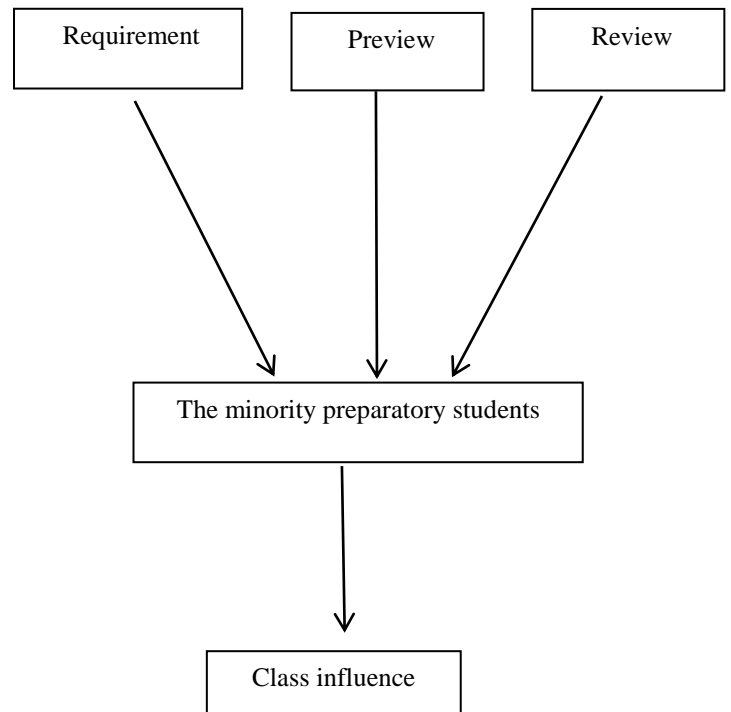 Requirement
Preview
Review
The minority preparatory students
Class influence